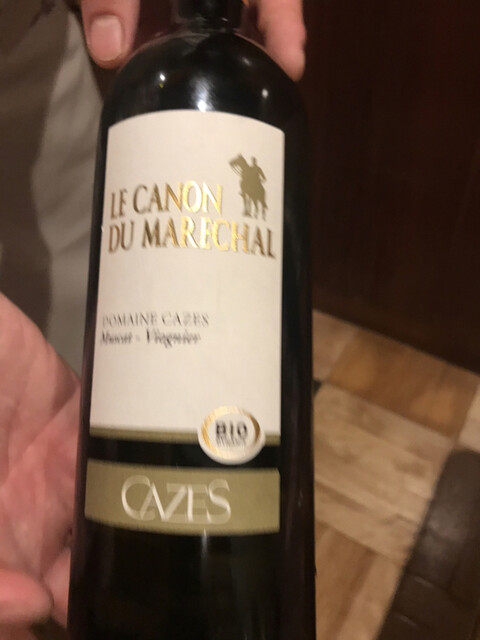 LE CANON
DU MARECHAL
DOMAINE CAZES
Muscat - Viognier
BIO
CAZES